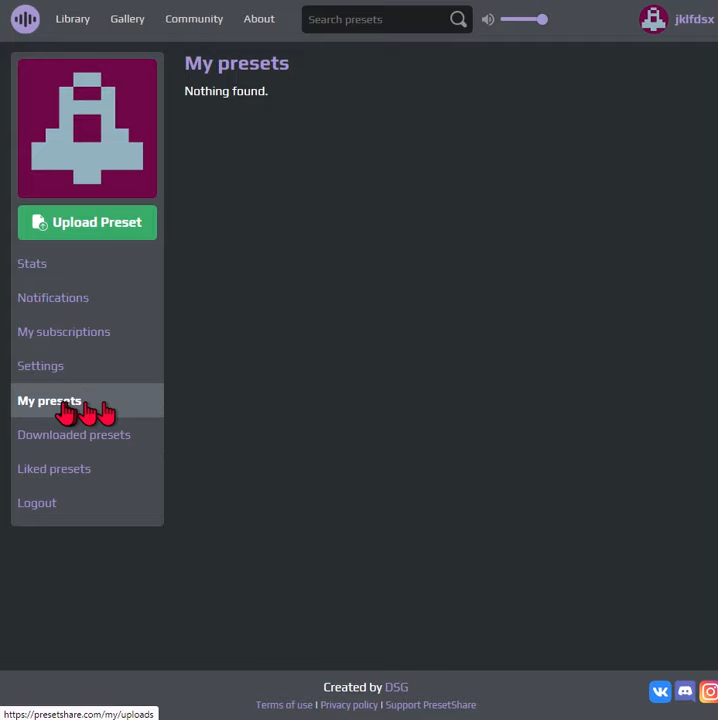 Library Gallery Community About Search presets jklfdsx
My presets
Nothing found.
Upload Preset
Stats
Notifications
My subscriptions
Settings
My presets
Downloaded presets
Liked presets
Logout
Created by DSG
Terms of use | Privacy policy | Support PresetShare
https://presetshare.com/my/uploads